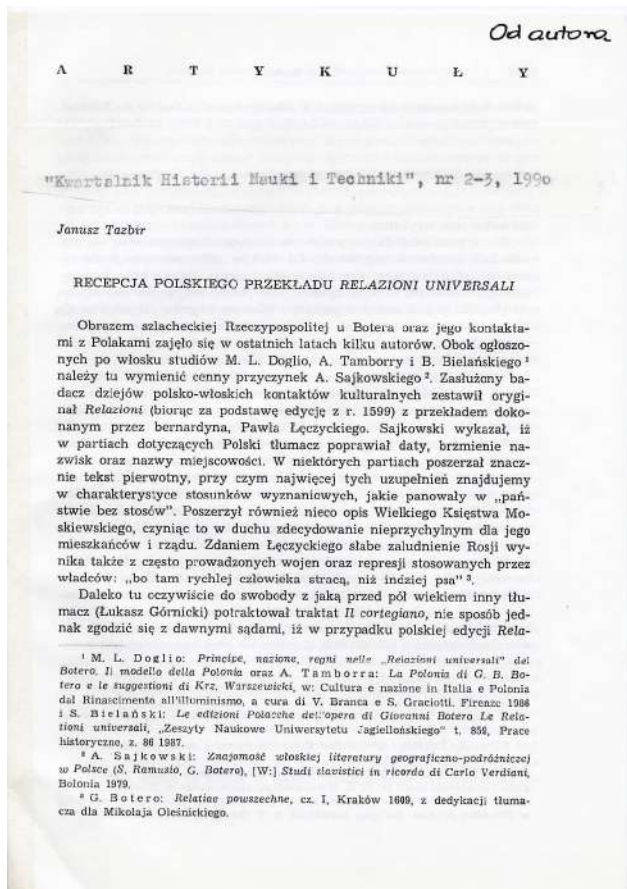 Od autora
A R T Y K U Ł Y
"Kwartalnik Historii Nauki i Techniki", nr 2-3, 1990
Janusz Tazbir
RECEPCJA POLSKIEGO PRZEKŁADU RELAZIONI UNIVERSALI
Obrazem szlacheckiej Rzeczypospolitej u Botera oraz jego kontakta-
mi z Polakami zajęło się w ostatnich latach kilku autorów. Obok ogłoszo-
nych po włosku studiów M. L. Doglio, A. Tamborry i B. Bielańskiego ¹
należy tu wymienić cenny przyczynek A. Sajkowskiego ². Zasłużony ba-
dacz dziejów polsko-włoskich kontaktów kulturalnych zestawił orygi-
nał Relazioni (biorąc za podstawę edycję z r. 1599) z przekładem doko-
nanym przez bernardyna, Pawła Łęczyckiego. Sajkowski wykazał, iż
w partiach dotyczących Polski tłumacz poprawiał daty, brzmienie na-
zwisk oraz nazwy miejscowości. W niektórych partiach poszerzał znacz-
nie tekst pierwotny, przy czym najwięcej tych uzupełnień znajdujemy
w charakterystyce stosunków wyznaniowych, jakie panowały w „pań-
stwie bez stosów”. Poszerzył również nieco opis Wielkiego Księstwa Mo-
skiewskiego, czyniąc to w duchu zdecydowanie nieprzychylnym dla jego
mieszkańców i rządu. Zdaniem Łęczyckiego słabe zaludnienie Rosji wy-
nika także z często prowadzonych wojen oraz represji stosowanych przez
władców: „bo tam rychlej człowieka stracą, niż indziej psa” ³.
Daleko tu oczywiście do swobody z jaką przed pół wiekiem inny tłu-
macz (Łukasz Górnicki) potraktował traktat Il cortegiano, nie sposób jed-
nak zgodzić się z dawnymi sądami, iż w przypadku polskiej edycji Rela-
¹ M. L. Doglio: Principe, nazione, regni nelle „Relazioni universali” del
Botero. Il modello della Polonia oraz A. Tamborra: La Polonia di G. B. Bo-
tero e le suggestioni di Krz. Warszewicki, w: Cultura e nazione in Italia e Polonia
dal Rinascimento all'illuminismo, a cura di V. Branca e S. Graciotti. Firenze 1986
i S. Bielański: Le edizioni Polacche dell'opera di Giovanni Botero Le Rela-
tioni universali, „Zeszyty Naukowe Uniwersytetu Jagiellońskiego” t. 859, Prace
historyczne, z. 86 1987.
² A. Sajkowski: Znajomość włoskiej literatury geograficzno-podróżniczej
w Polsce (S. Ramusio, G. Botero), [W:] Studi slavistici in ricordo di Carlo Verdiani,
Bolonia 1979.
³ G. Botero: Relatiae powszechne, cz. I, Kraków 1609, z dedykacji tłuma-
cza dla Mikołaja Oleśnickiego.